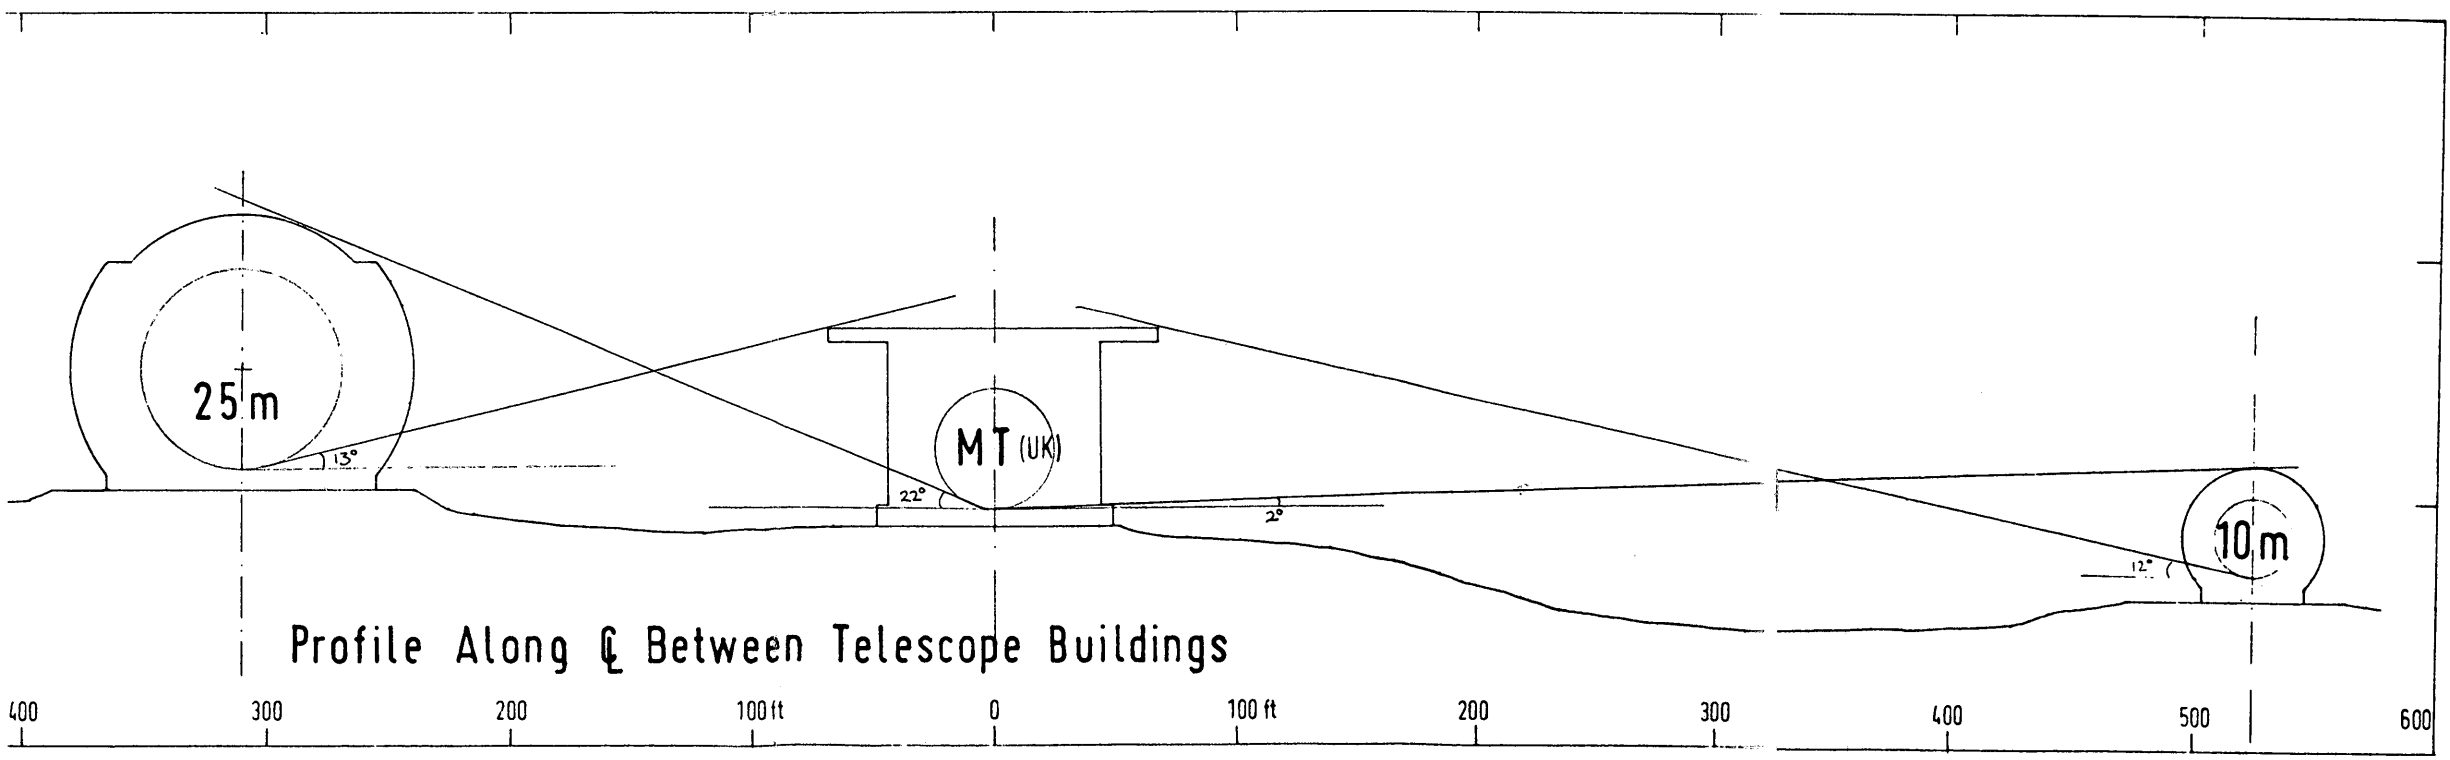 25 m
13°
22°
MT (UK)
2°
12°
10 m
Profile Along ℄ Between Telescope Buildings
400 300 200 100 ft 0 100 ft 200 300 400 500 600